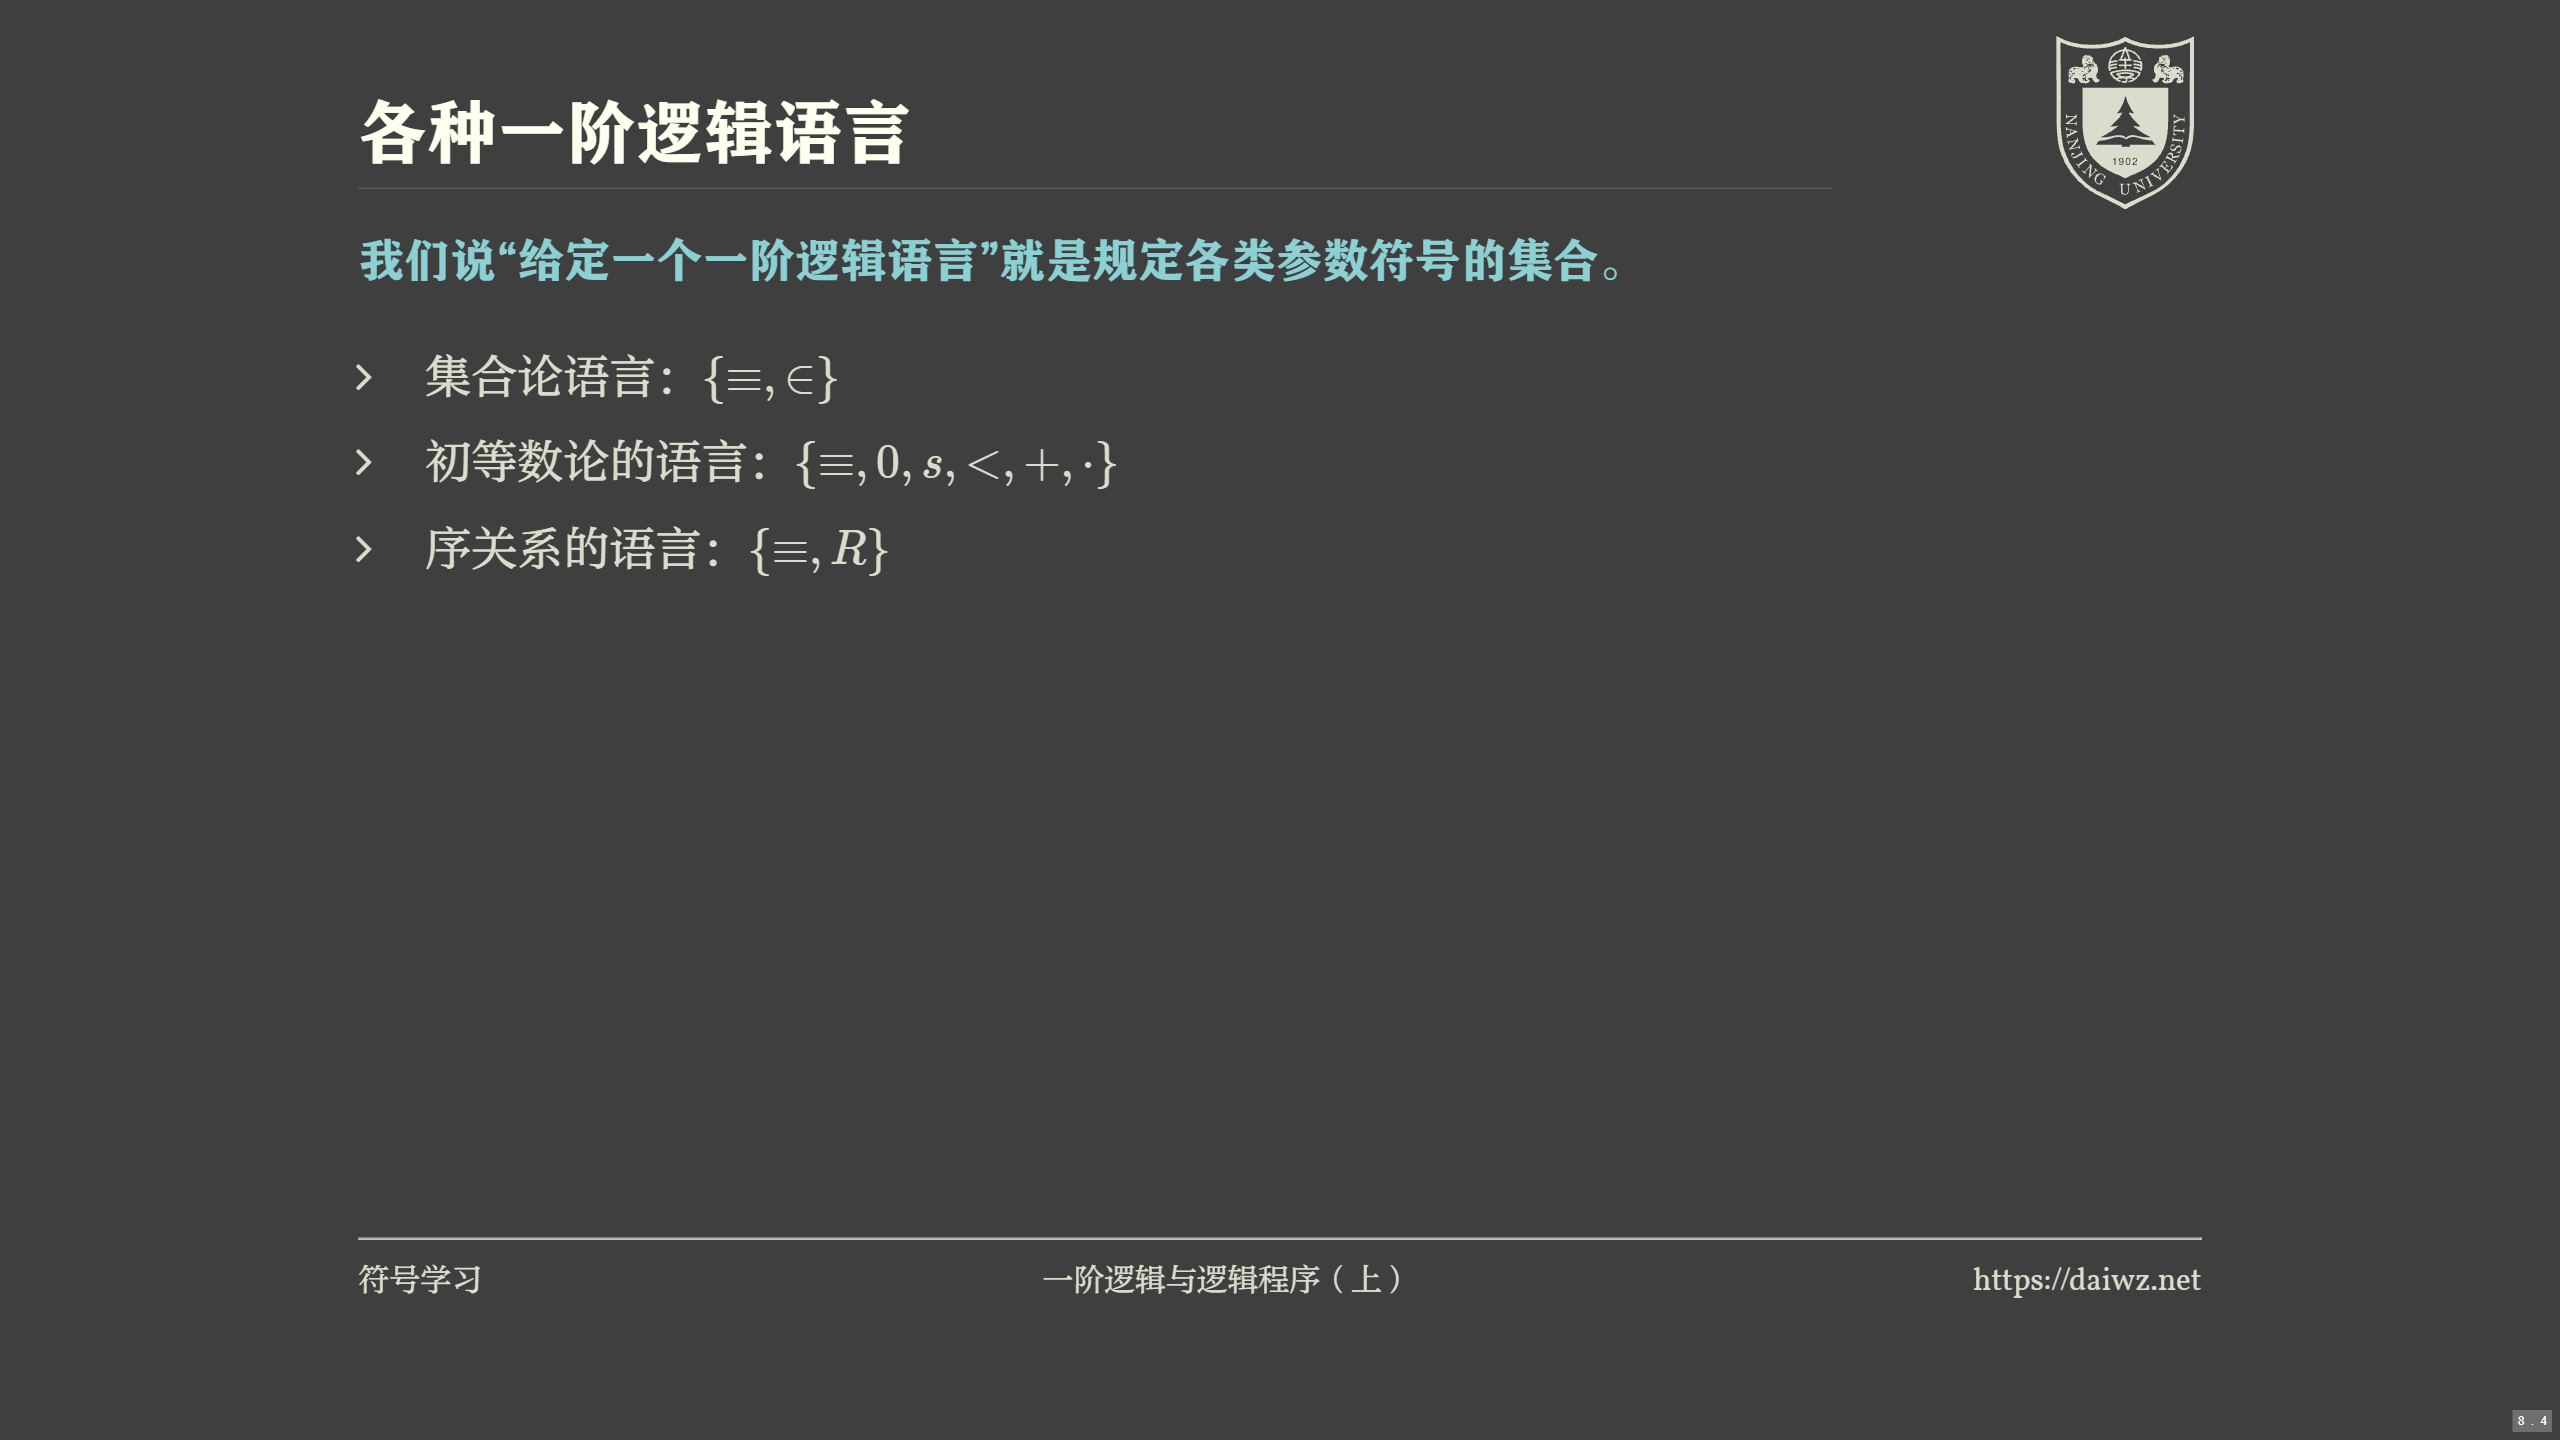 各种一阶逻辑语言
NANJING UNIVERSITY
1902
我们说“给定一个一阶逻辑语言”就是规定各类参数符号的集合。
集合论语言：{≡, ∈}
初等数论的语言：{≡, 0, s, <, +, ·}
序关系的语言：{≡, R}
符号学习
一阶逻辑与逻辑程序（上）
https://daiwz.net
8 . 4